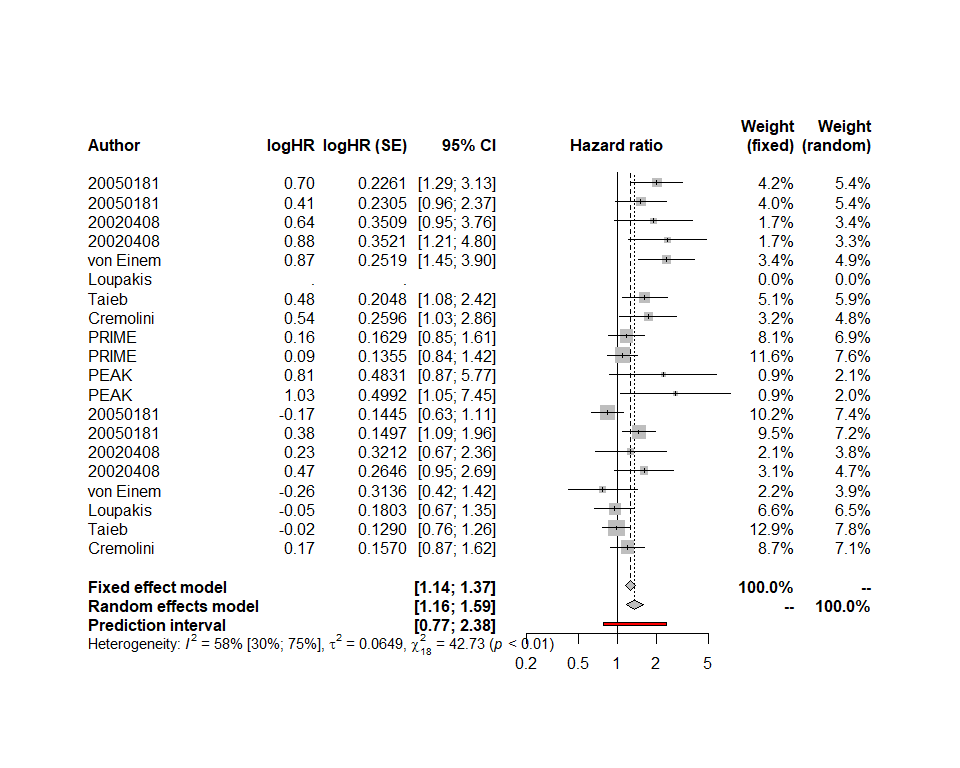 Weight Weight
Author logHR logHR (SE) 95% CI Hazard ratio (fixed) (random)
20050181 0.70 0.2261 [1.29; 3.13] 4.2% 5.4%
20050181 0.41 0.2305 [0.96; 2.37] 4.0% 5.4%
20020408 0.64 0.3509 [0.95; 3.76] 1.7% 3.4%
20020408 0.88 0.3521 [1.21; 4.80] 1.7% 3.3%
von Einem 0.87 0.2519 [1.45; 3.90] 3.4% 4.9%
Loupakis . . 0.0% 0.0%
Taieb 0.48 0.2048 [1.08; 2.42] 5.1% 5.9%
Cremolini 0.54 0.2596 [1.03; 2.86] 3.2% 4.8%
PRIME 0.16 0.1629 [0.85; 1.61] 8.1% 6.9%
PRIME 0.09 0.1355 [0.84; 1.42] 11.6% 7.6%
PEAK 0.81 0.4831 [0.87; 5.77] 0.9% 2.1%
PEAK 1.03 0.4992 [1.05; 7.45] 0.9% 2.0%
20050181 -0.17 0.1445 [0.63; 1.11] 10.2% 7.4%
20050181 0.38 0.1497 [1.09; 1.96] 9.5% 7.2%
20020408 0.23 0.3212 [0.67; 2.36] 2.1% 3.8%
20020408 0.47 0.2646 [0.95; 2.69] 3.1% 4.7%
von Einem -0.26 0.3136 [0.42; 1.42] 2.2% 3.9%
Loupakis -0.05 0.1803 [0.67; 1.35] 6.6% 6.5%
Taieb -0.02 0.1290 [0.76; 1.26] 12.9% 7.8%
Cremolini 0.17 0.1570 [0.87; 1.62] 8.7% 7.1%
Fixed effect model [1.14; 1.37] 100.0% --
Random effects model [1.16; 1.59] -- 100.0%
Prediction interval [0.77; 2.38]
Heterogeneity: I² = 58% [30%; 75%], τ² = 0.0649, χ²₁₈ = 42.73 (p < 0.01)
0.2 0.5 1 2 5